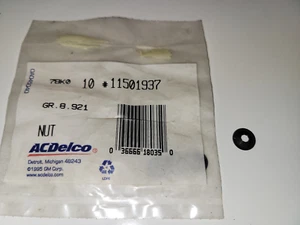 10 *11501937
GR.8.921
NUT
ACDelco
Detroit, Michigan 48243
©1995 GM Corp.
www.acdelco.com
0 36666 18035 0